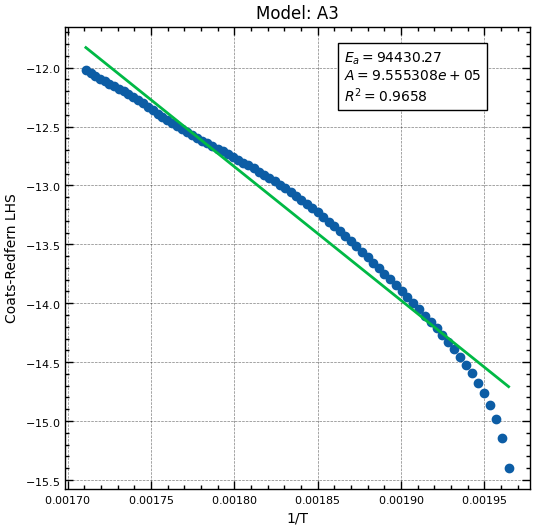 Model: A3
Eₐ = 94430.27
A = 9.555308e + 05
R² = 0.9658
Coats-Redfern LHS
−12.0
−12.5
−13.0
−13.5
−14.0
−14.5
−15.0
−15.5
0.00170 0.00175 0.00180 0.00185 0.00190 0.00195
1/T